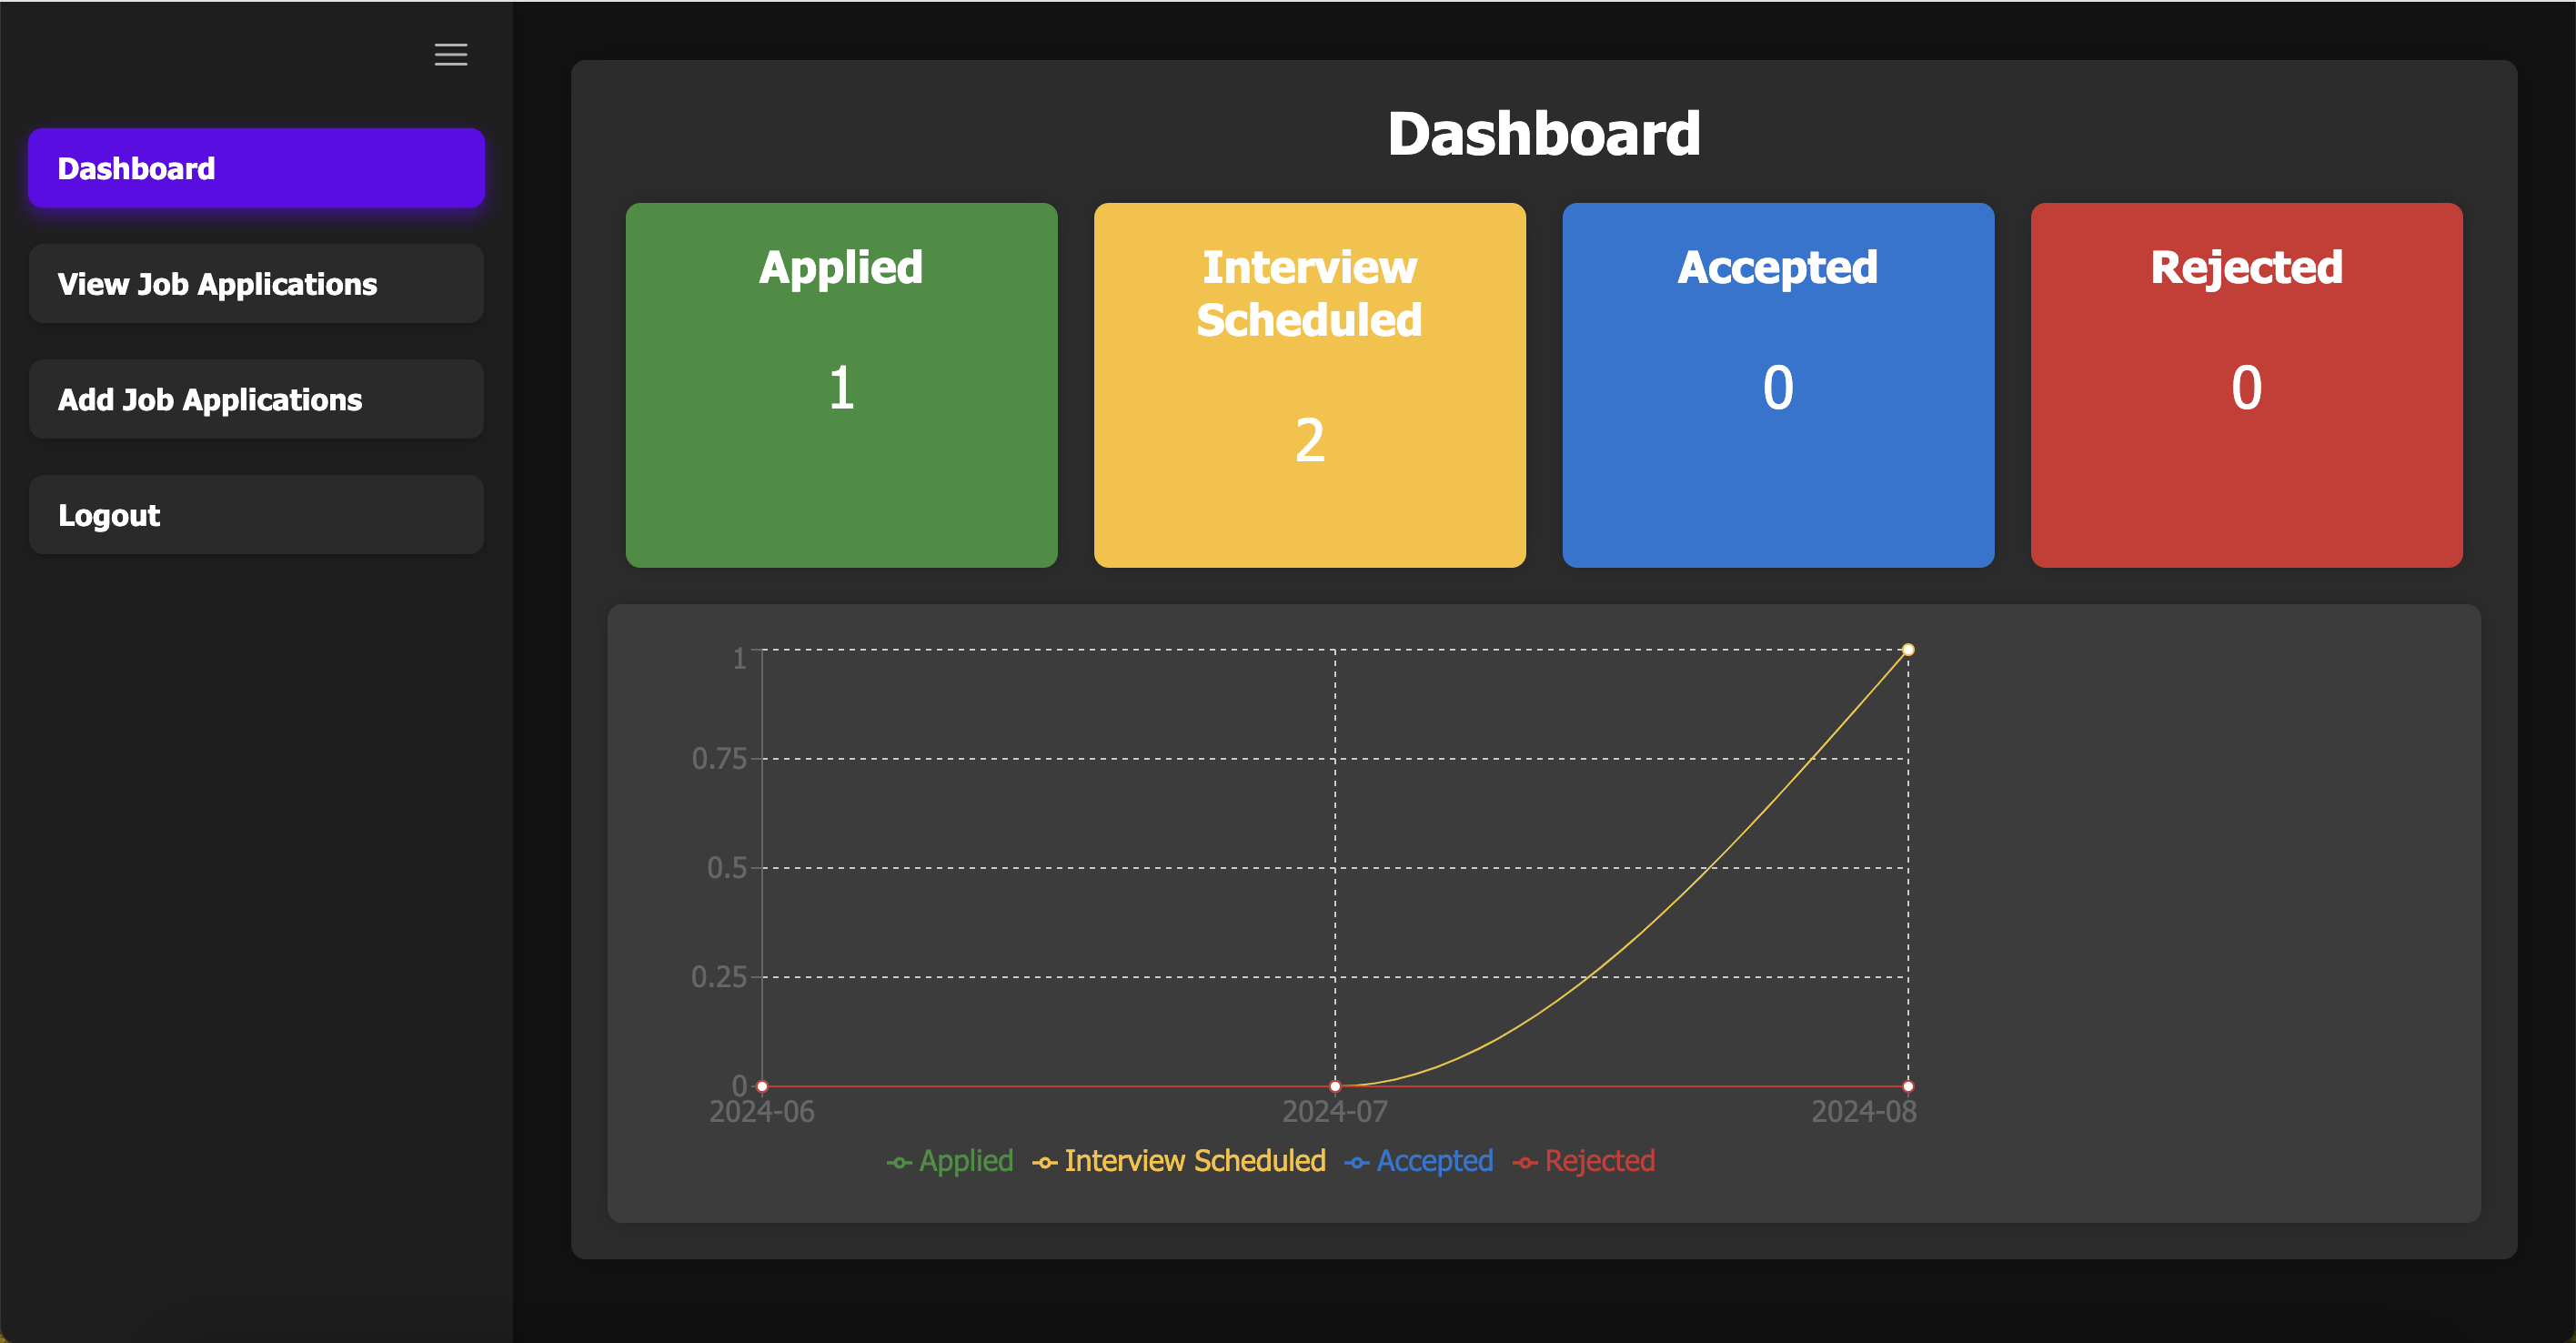 Dashboard
View Job Applications
Add Job Applications
Logout
Dashboard
Applied
1
Interview
Scheduled
2
Accepted
0
Rejected
0
1
0.75
0.5
0.25
0
2024-06 2024-07 2024-08
Applied Interview Scheduled Accepted Rejected